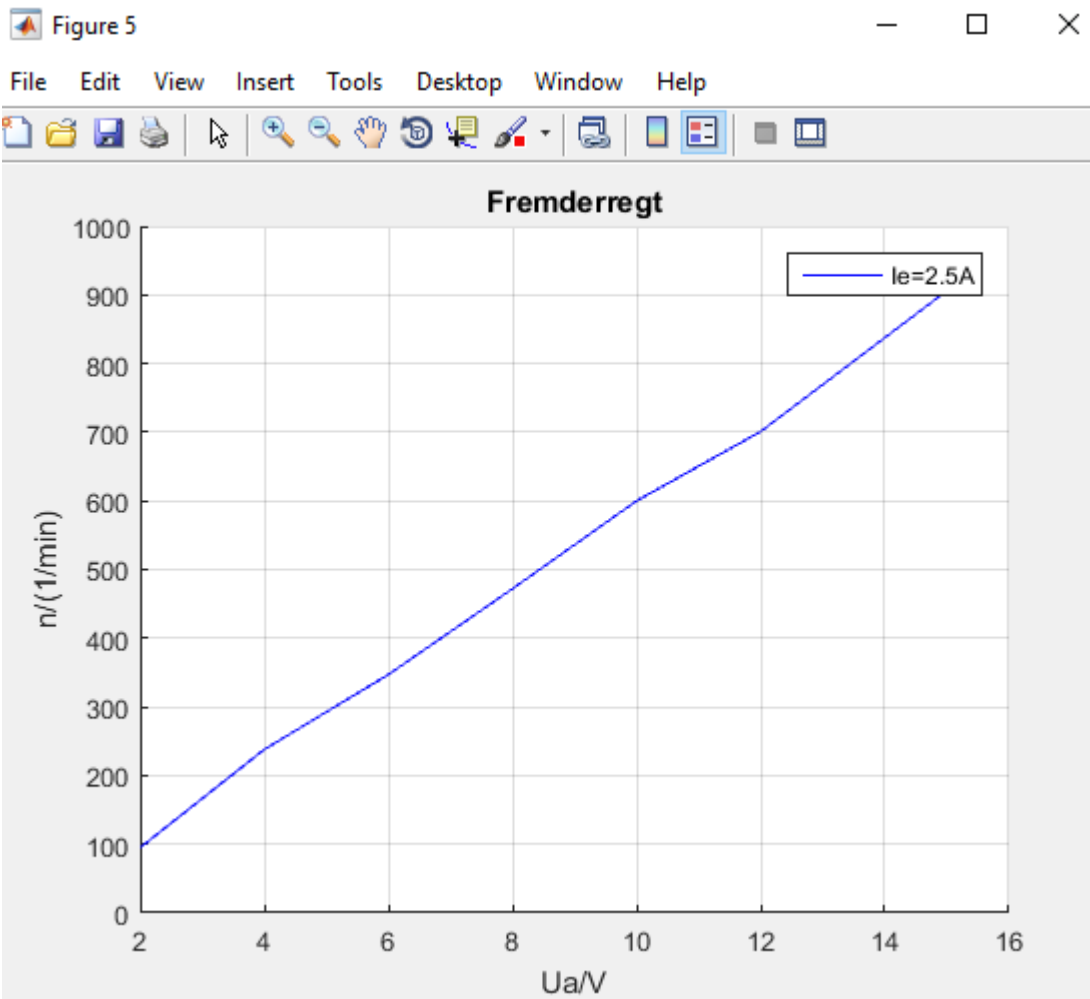 Figure 5
File Edit View Insert Tools Desktop Window Help
Fremderregt
Ie=2.5A
1000
900
800
700
600
500
400
300
200
100
0
n/(1/min)
2 4 6 8 10 12 14 16
Ua/V